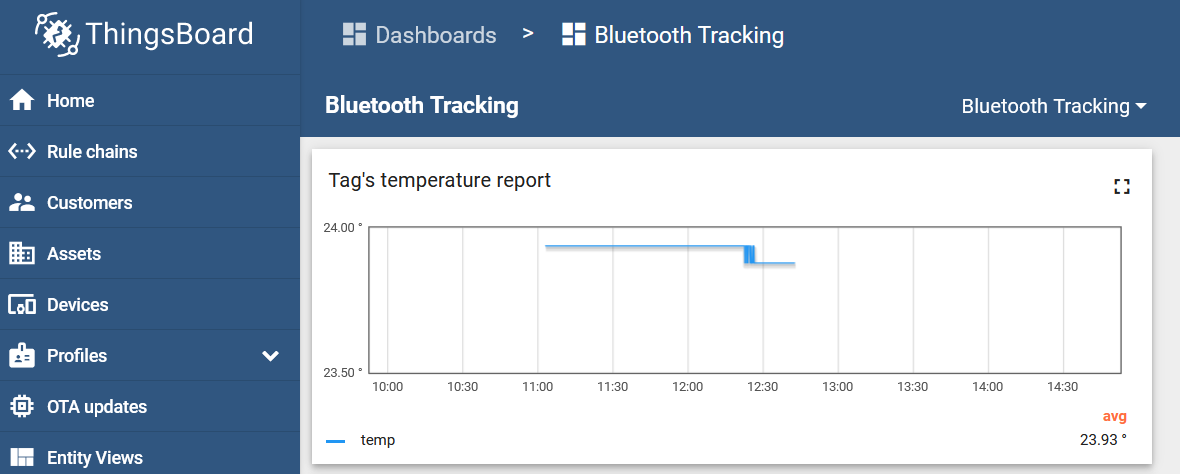 ThingsBoard
Dashboards > Bluetooth Tracking
Home
Rule chains
Customers
Assets
Devices
Profiles
OTA updates
Entity Views
Bluetooth Tracking
Bluetooth Tracking
Tag's temperature report
24.00 °
23.50 °
10:00 10:30 11:00 11:30 12:00 12:30 13:00 13:30 14:00 14:30
avg
temp 23.93 °